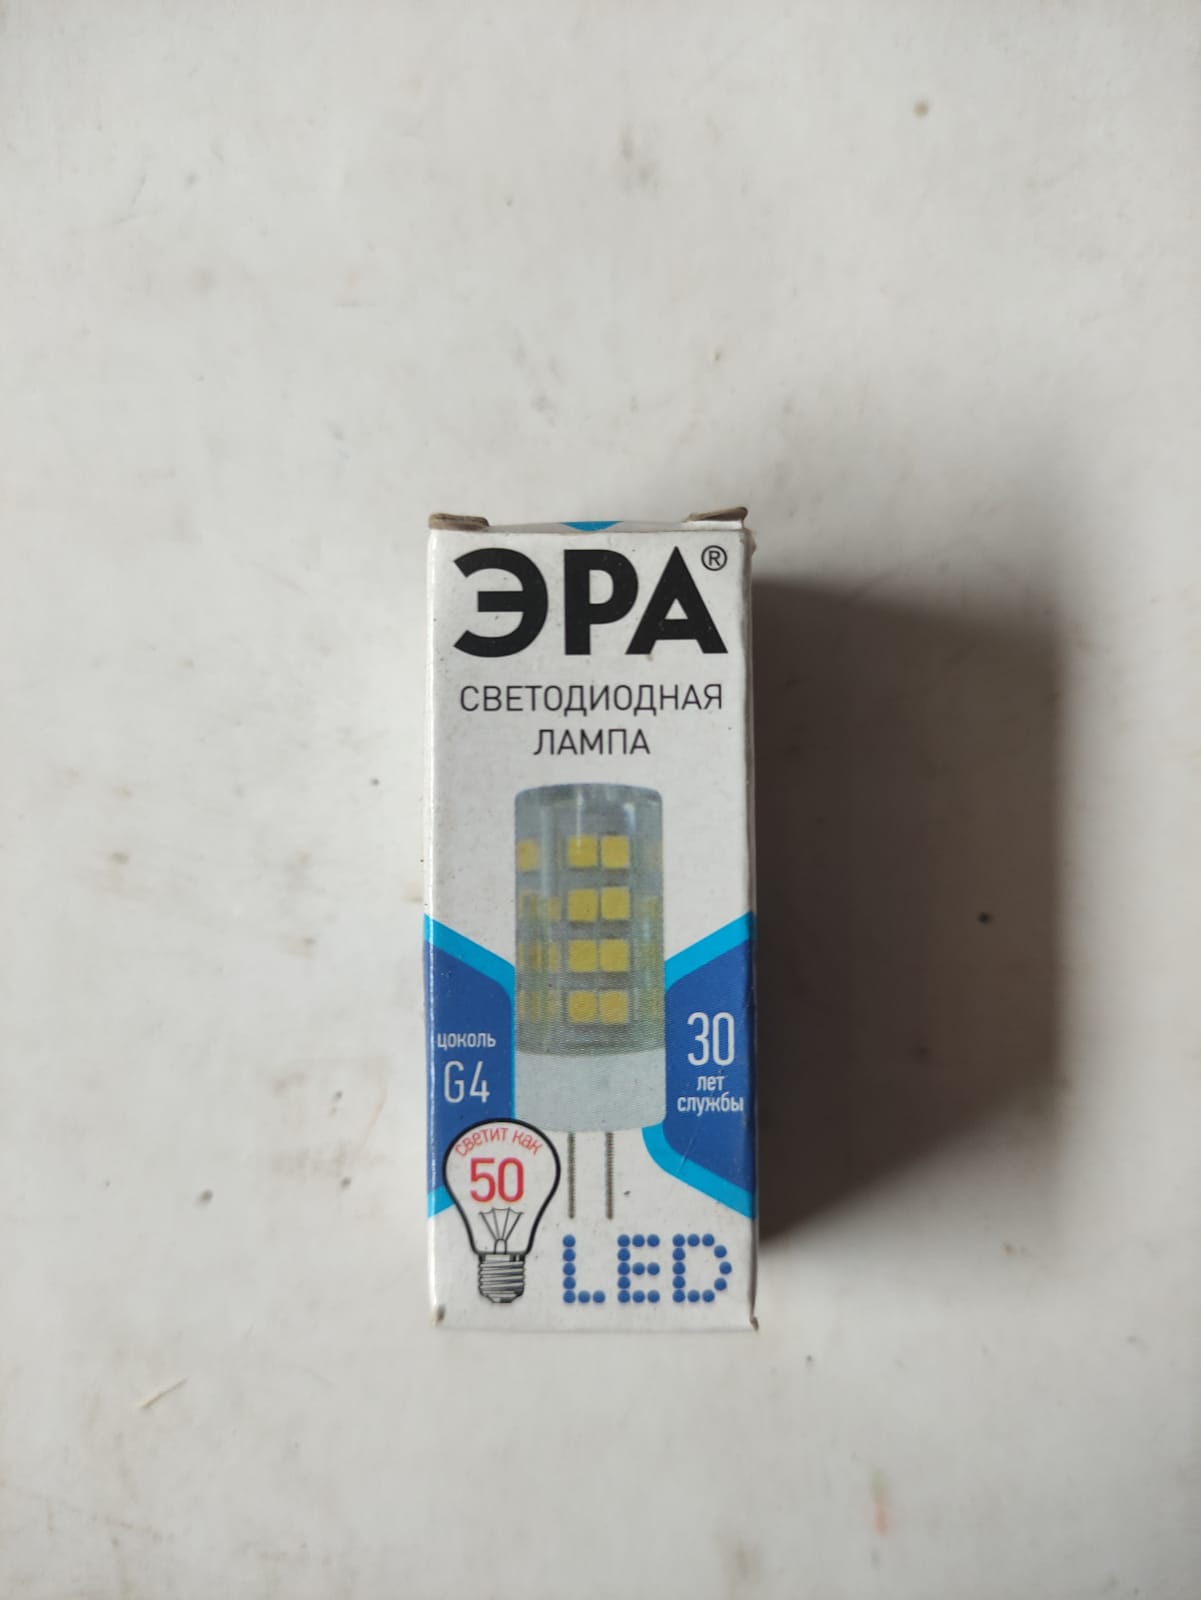 ЭРА®
СВЕТОДИОДНАЯ
ЛАМПА
цоколь
G4
30
лет
службы
светит как
50
LED